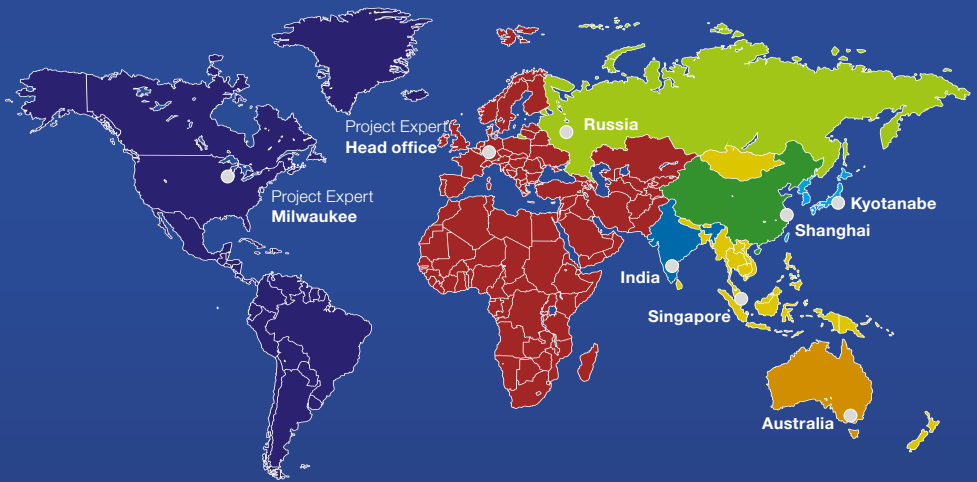 Project Expert
Head office
Russia
Project Expert
Milwaukee
Kyotanabe
Shanghai
India
Singapore
Australia